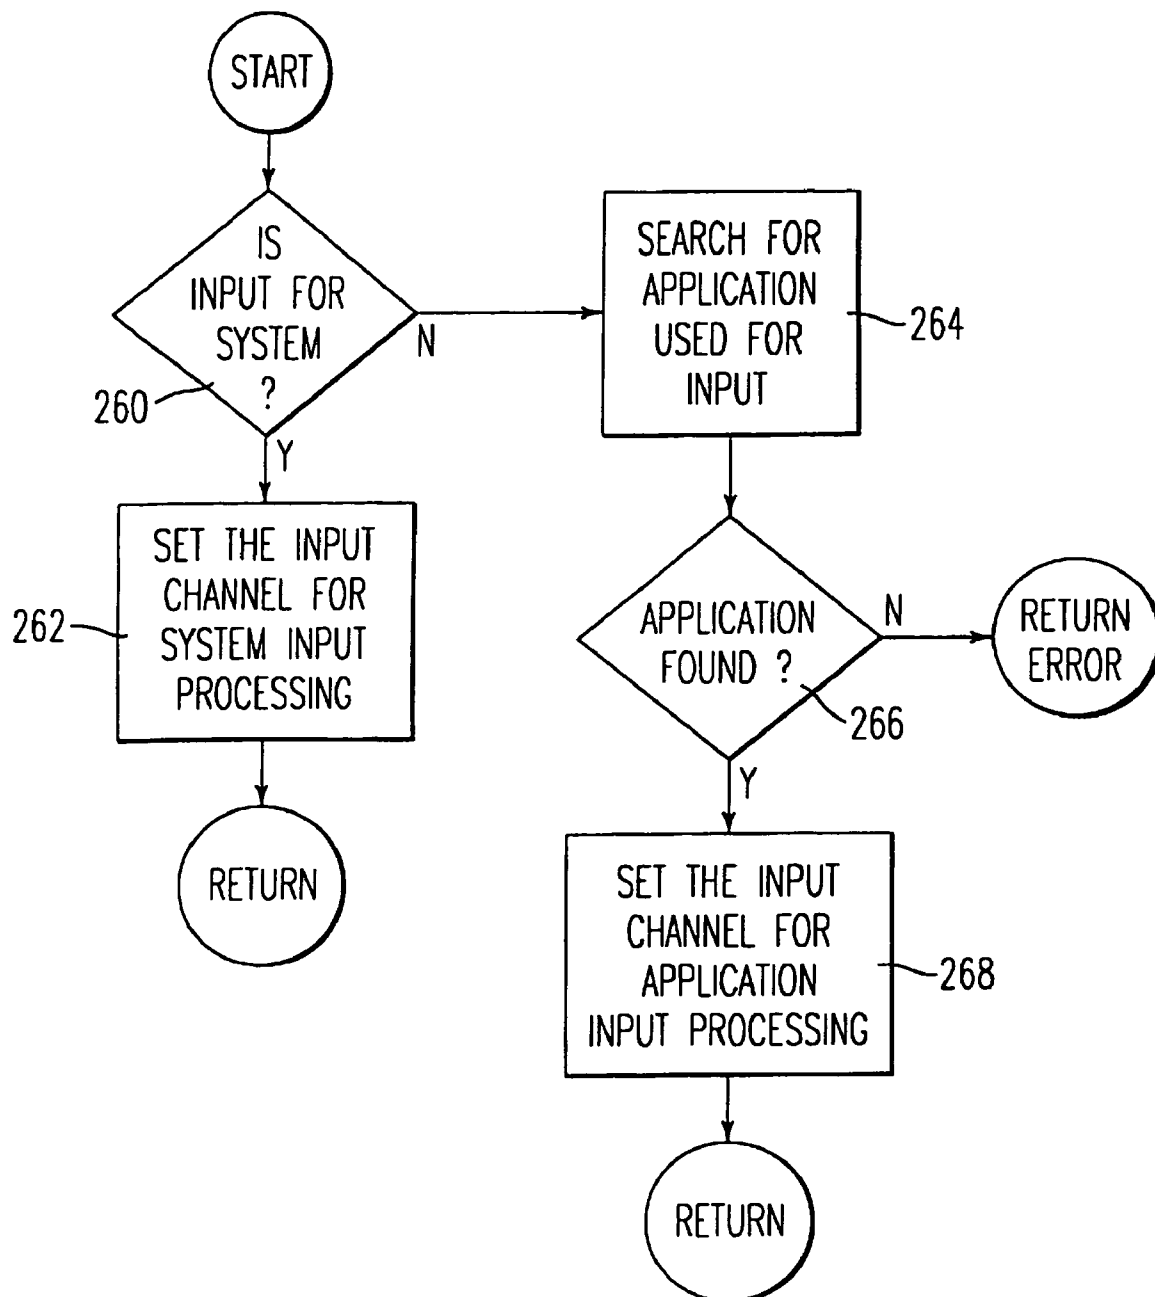 START
IS
INPUT FOR
SYSTEM
?
260
N
Y
SET THE INPUT
CHANNEL FOR
SYSTEM INPUT
PROCESSING
262
RETURN
SEARCH FOR
APPLICATION
USED FOR
INPUT
264
APPLICATION
FOUND ?
266
N
RETURN
ERROR
Y
SET THE INPUT
CHANNEL FOR
APPLICATION
INPUT PROCESSING
268
RETURN